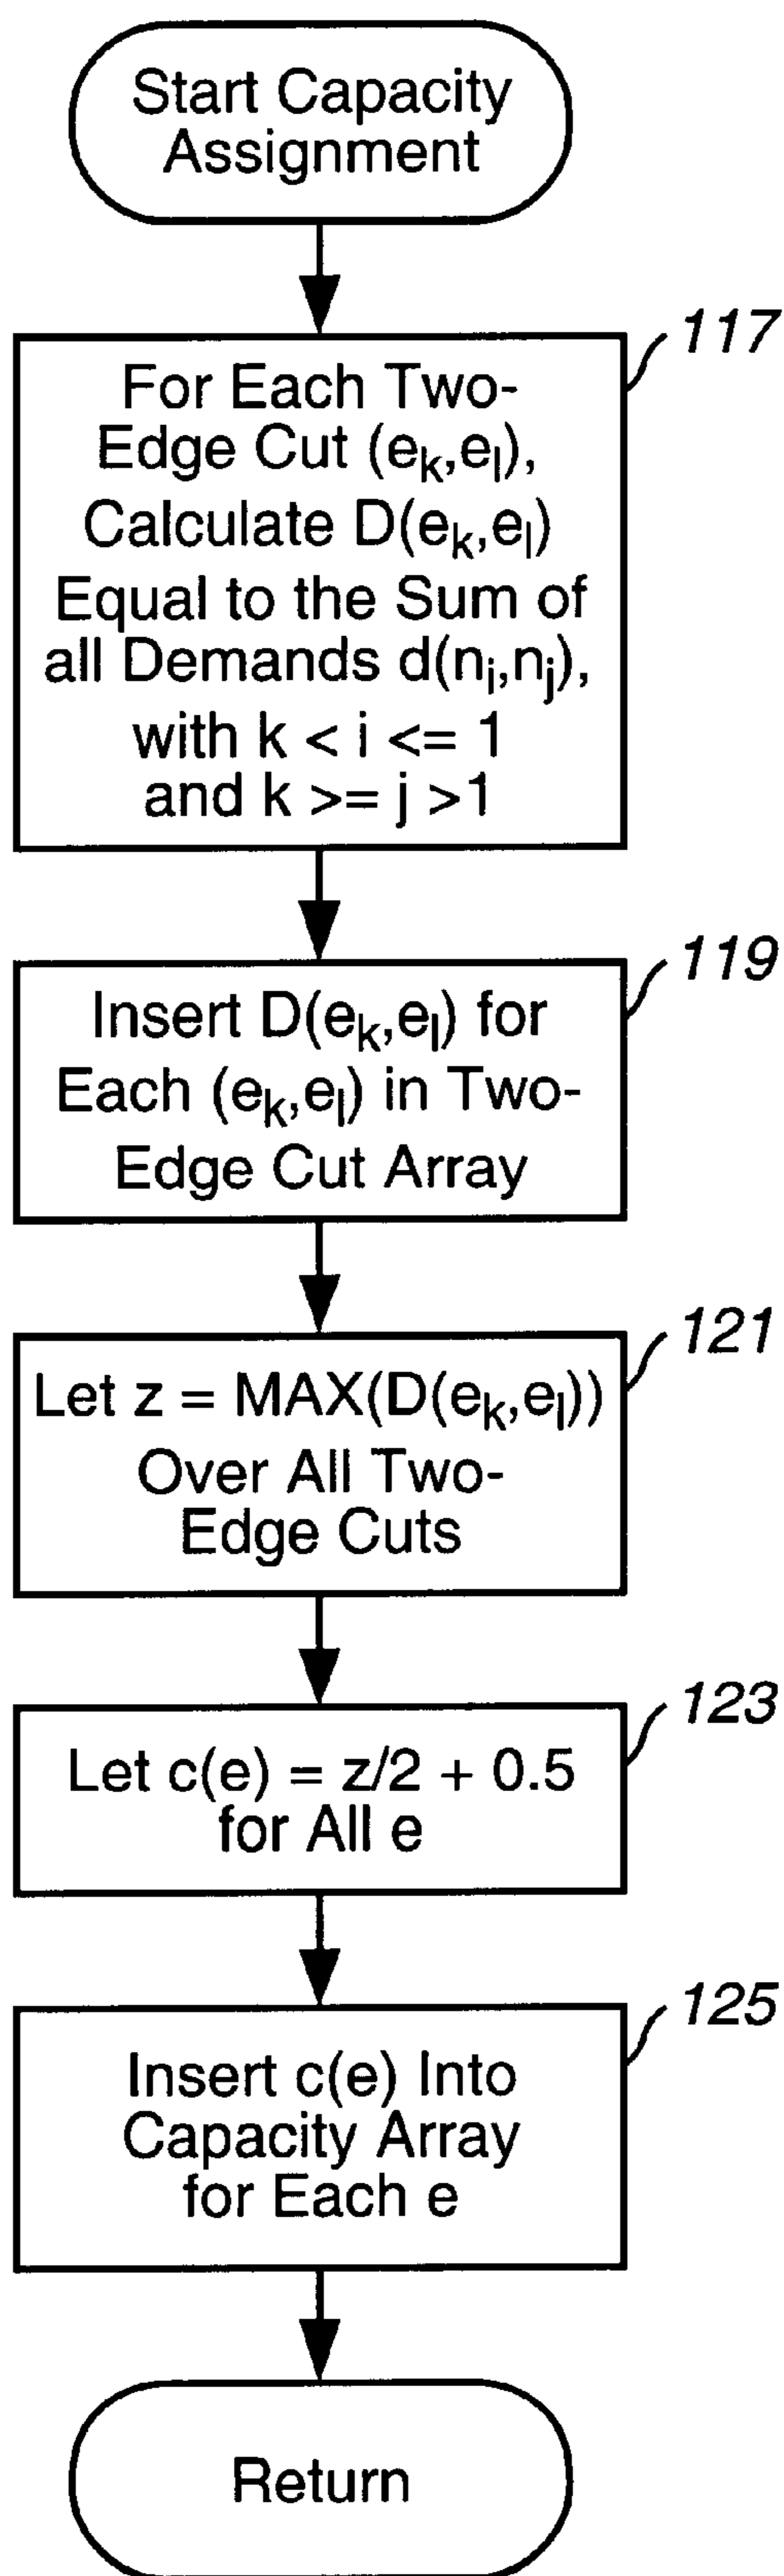 Start Capacity
Assignment
117
For Each Two-
Edge Cut (eₖ,eₗ),
Calculate D(eₖ,eₗ)
Equal to the Sum of
all Demands d(nᵢ,nⱼ),
with k < i <= 1
and k >= j >1
119
Insert D(eₖ,eₗ) for
Each (eₖ,eₗ) in Two-
Edge Cut Array
121
Let z = MAX(D(eₖ,eₗ))
Over All Two-
Edge Cuts
123
Let c(e) = z/2 + 0.5
for All e
125
Insert c(e) Into
Capacity Array
for Each e
Return